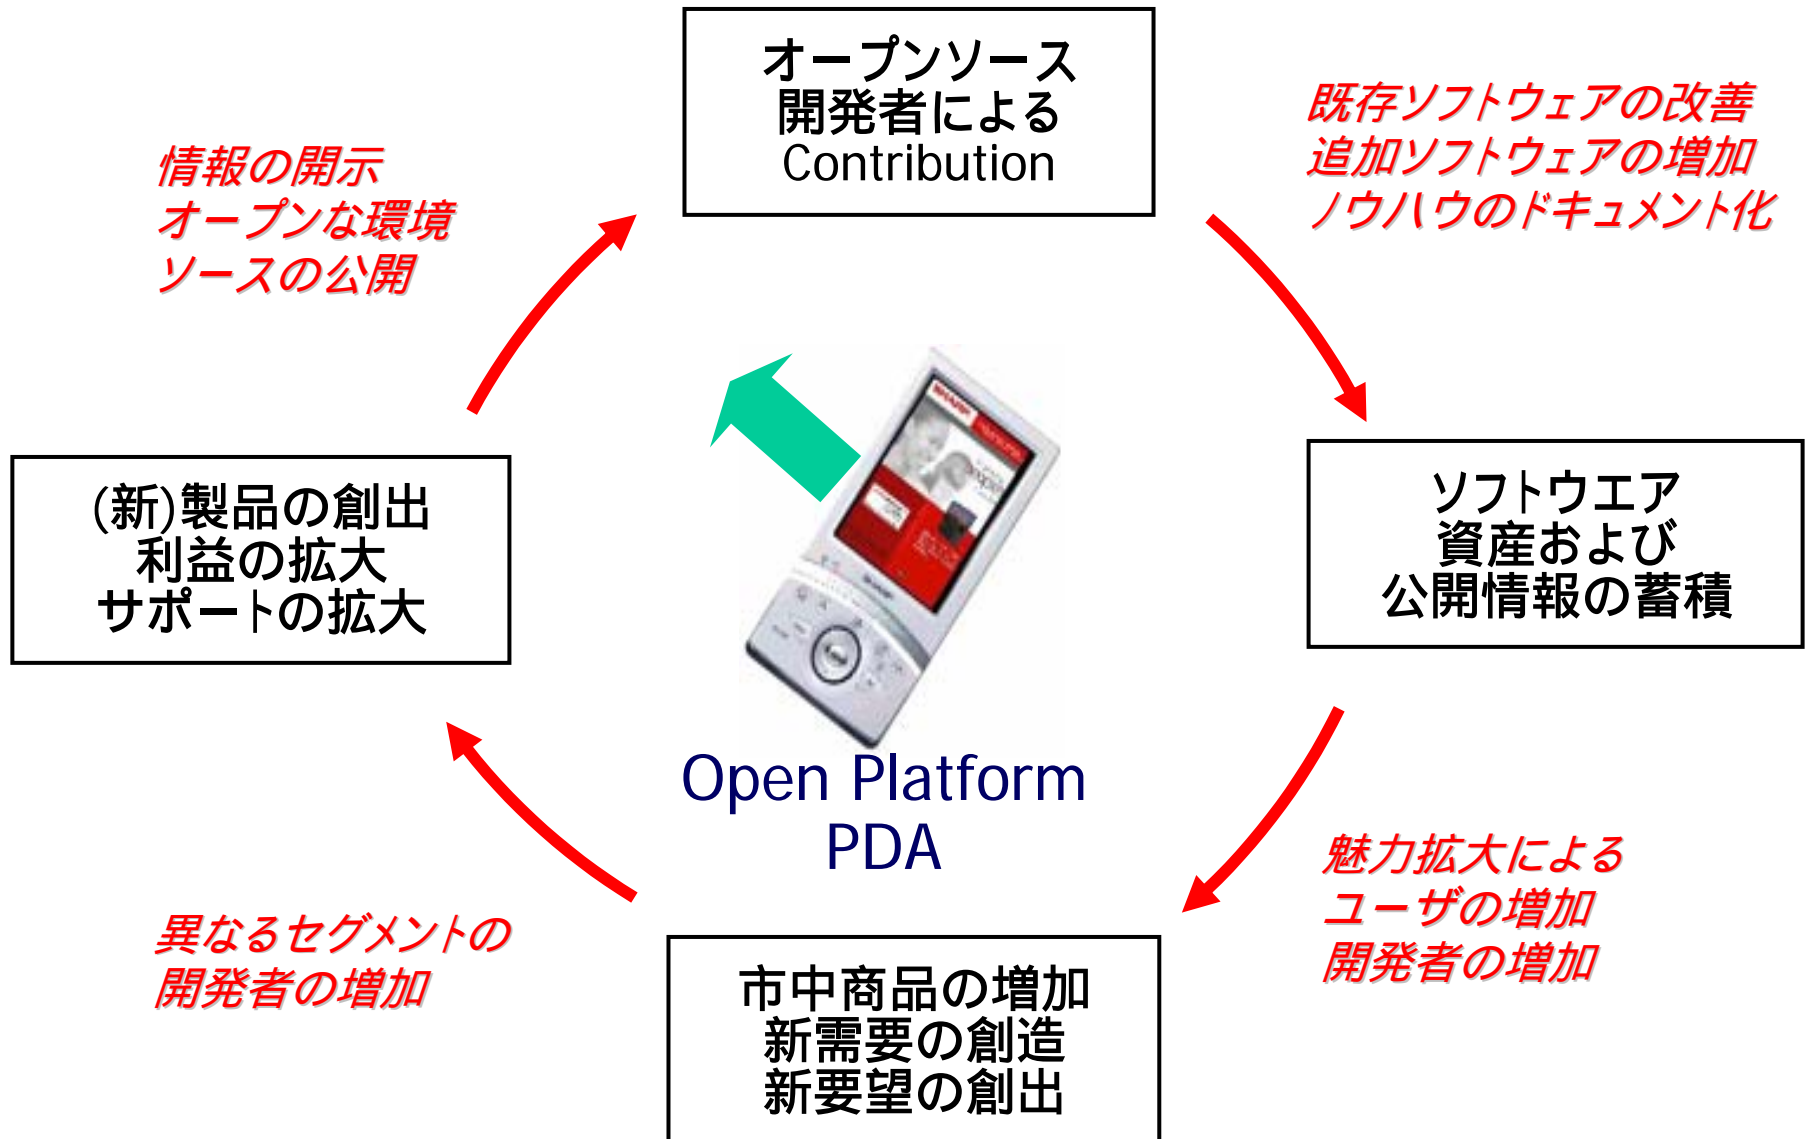 オープンソース
開発者による
Contribution
既存ソフトウェアの改善
追加ソフトウェアの増加
ノウハウのドキュメント化
情報の開示
オープンな環境
ソースの公開
SHARP
(新)製品の創出
利益の拡大
サポートの拡大
ソフトウエア
資産および
公開情報の蓄積
Open Platform
PDA
魅力拡大による
ユーザの増加
開発者の増加
異なるセグメントの
開発者の増加
市中商品の増加
新需要の創造
新要望の創出